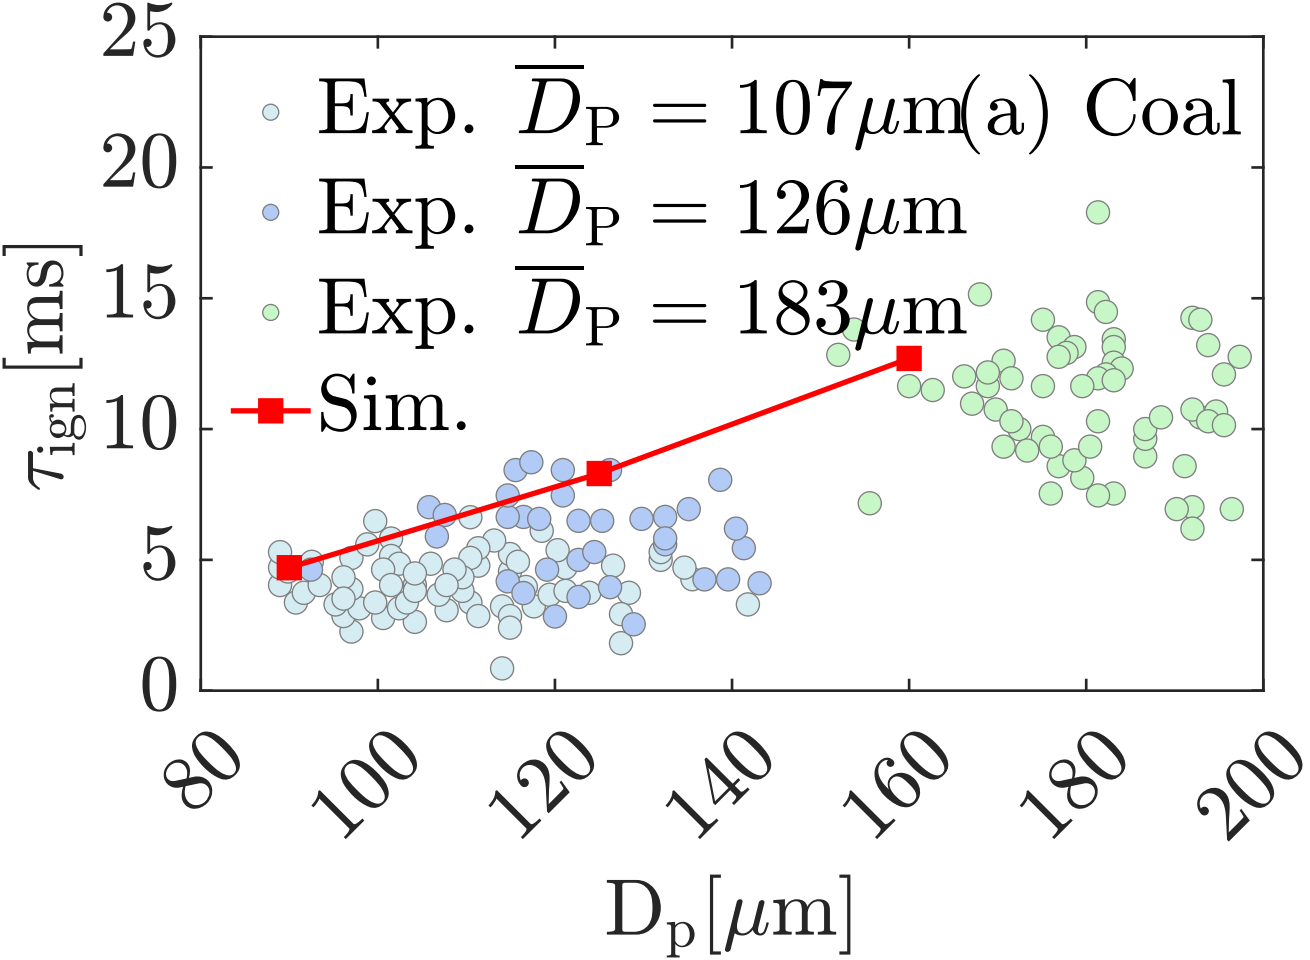 25
20
15
10
5
0
τign[ms]
Exp. D̅P = 107μm
(a) Coal
Exp. D̅P = 126μm
Exp. D̅P = 183μm
Sim.
80 100 120 140 160 180 200
Dp[μm]